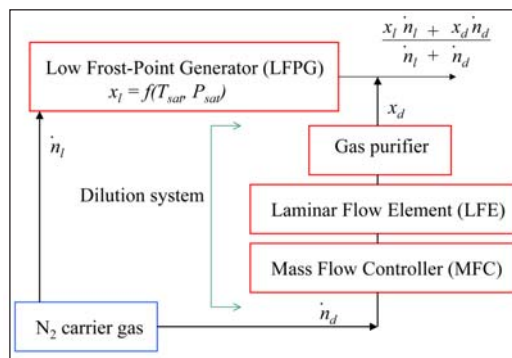 Low Frost-Point Generator (LFPG)
x_l = f(T_sat, P_sat)
(x_l ṅ_l + x_d ṅ_d) / (ṅ_l + ṅ_d)
x_d
Gas purifier
ṅ_l
Dilution system
Laminar Flow Element (LFE)
Mass Flow Controller (MFC)
N₂ carrier gas
ṅ_d